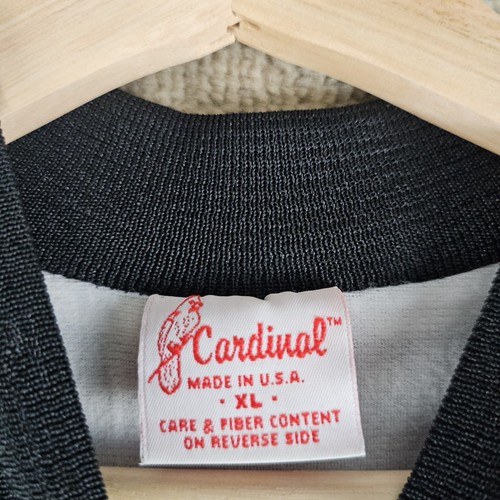 Cardinal™
MADE IN U.S.A.
· XL ·
CARE & FIBER CONTENT
ON REVERSE SIDE